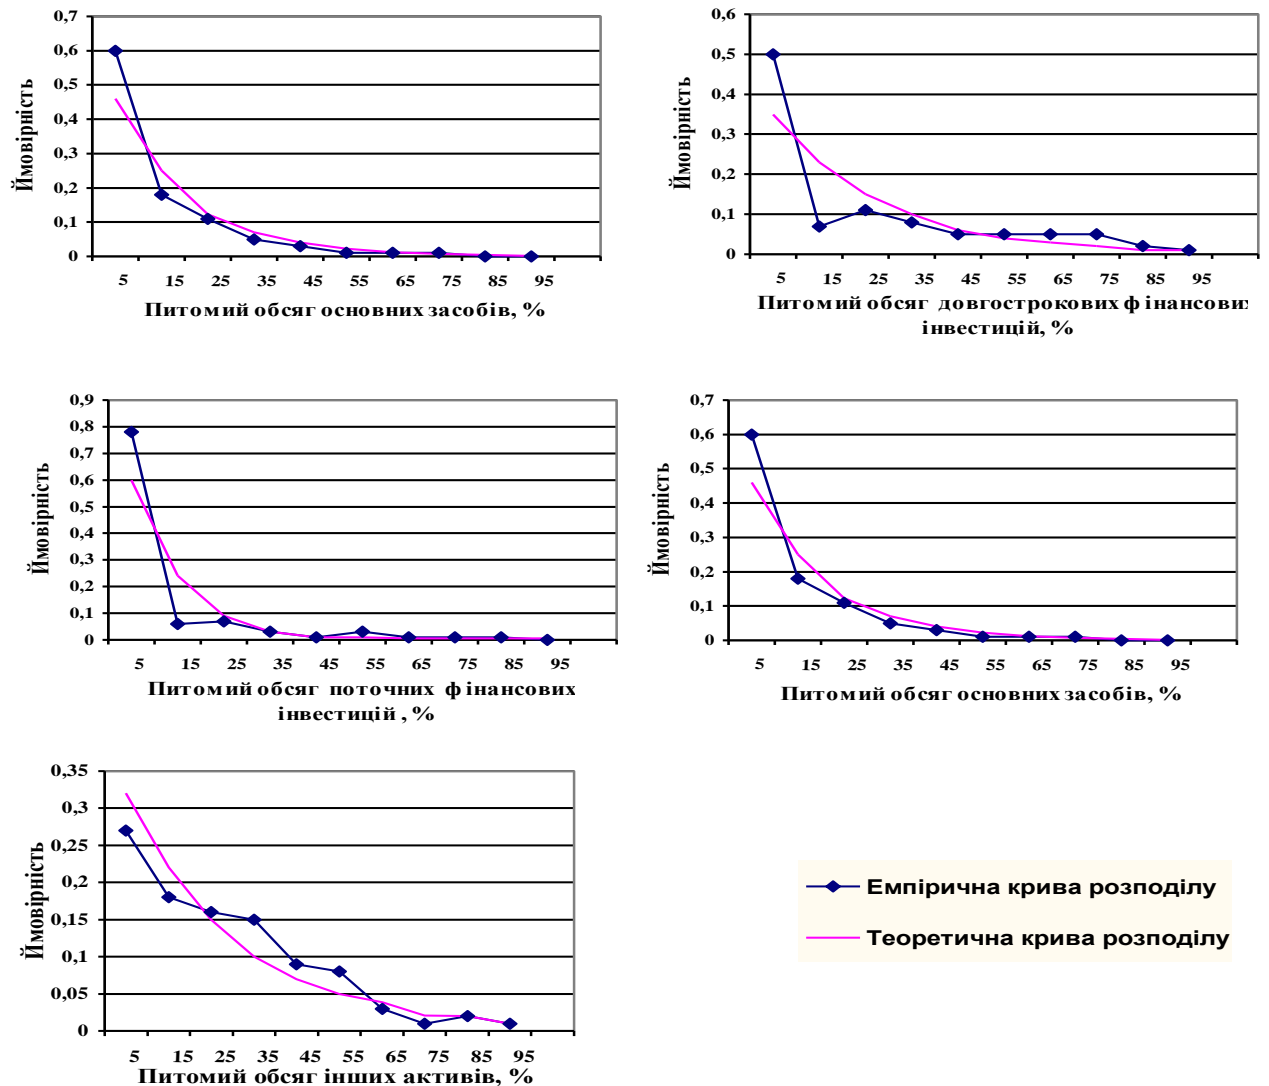 0,7
0,6
0,5
0,4
0,3
0,2
0,1
0
Ймовірність
5 15 25 35 45 55 65 75 85 95
Питомий обсяг основних засобів, %
0,6
0,5
0,4
0,3
0,2
0,1
0
Ймовірність
5 15 25 35 45 55 65 75 85 95
Питомий обсяг довгострокових фінансових
інвестицій, %
0,9
0,8
0,7
0,6
0,5
0,4
0,3
0,2
0,1
0
Ймовірність
5 15 25 35 45 55 65 75 85 95
Питомий обсяг поточних фінансових
інвестицій , %
0,7
0,6
0,5
0,4
0,3
0,2
0,1
0
Ймовірність
5 15 25 35 45 55 65 75 85 95
Питомий обсяг основних засобів, %
0,35
0,3
0,25
0,2
0,15
0,1
0,05
0
Ймовірність
5 15 25 35 45 55 65 75 85 95
Питомий обсяг інших активів, %
Емпірична крива розподілу
Теоретична крива розподілу